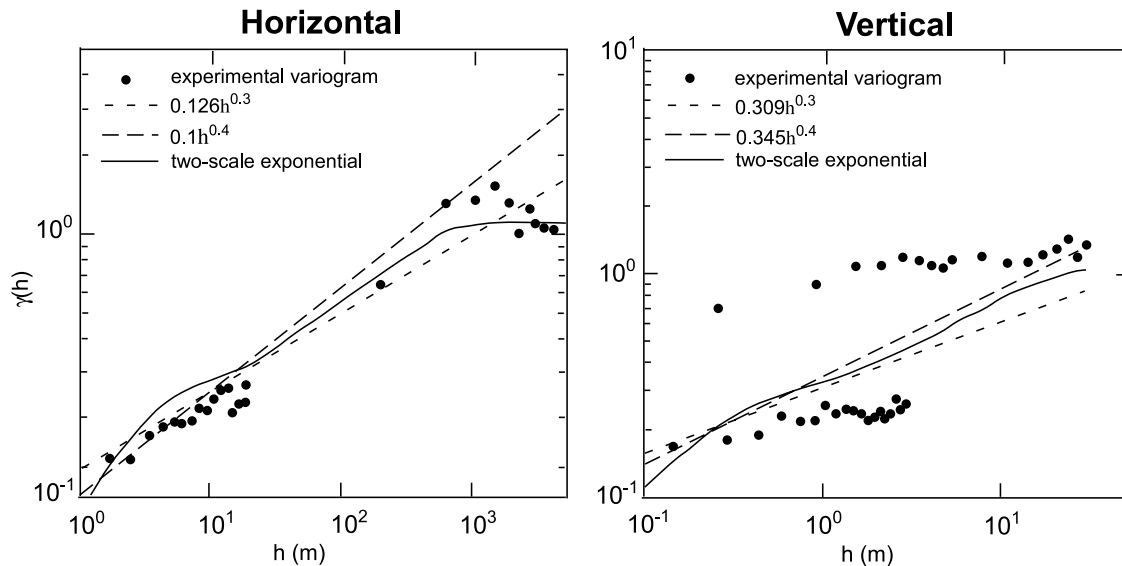 Horizontal
experimental variogram
0.126h^0.3
0.1h^0.4
two-scale exponential
γ(h)
10^0
10^-1
10^0
10^1
10^2
10^3
h (m)
Vertical
10^1
experimental variogram
0.309h^0.3
0.345h^0.4
two-scale exponential
10^0
10^-1
10^-1
10^0
10^1
h (m)